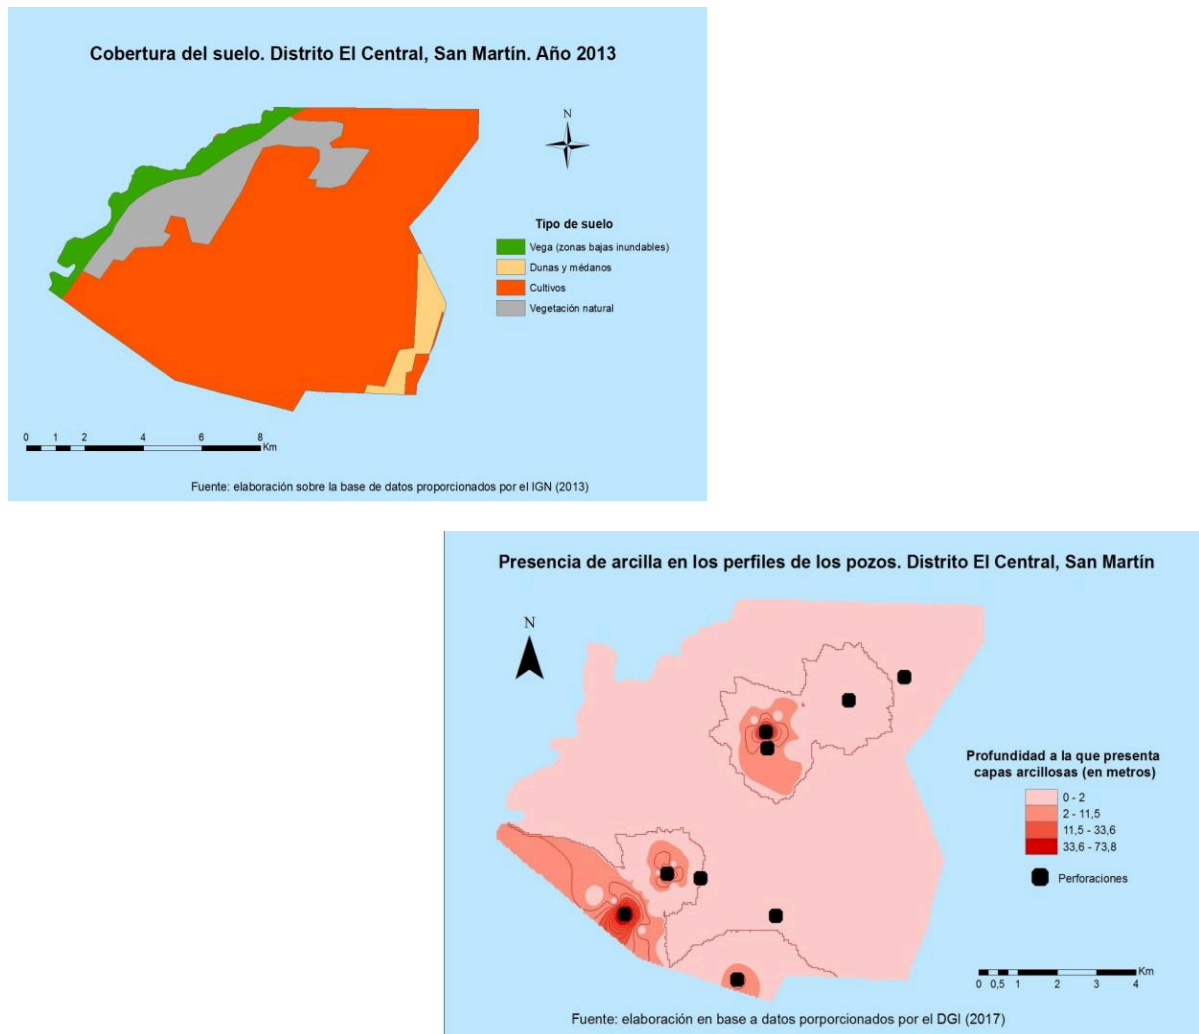 Cobertura del suelo. Distrito El Central, San Martín. Año 2013
N
Tipo de suelo
Vega (zonas bajas inundables)
Dunas y médanos
Cultivos
Vegetación natural
0 1 2 4 6 8
Km
Fuente: elaboración sobre la base de datos proporcionados por el IGN (2013)
Presencia de arcilla en los perfiles de los pozos. Distrito El Central, San Martín
N
Profundidad a la que presenta
capas arcillosas (en metros)
0 - 2
2 - 11,5
11,5 - 33,6
33,6 - 73,8
Perforaciones
Km
0 0,5 1 2 3 4
Fuente: elaboración en base a datos porporcionados por el DGI (2017)